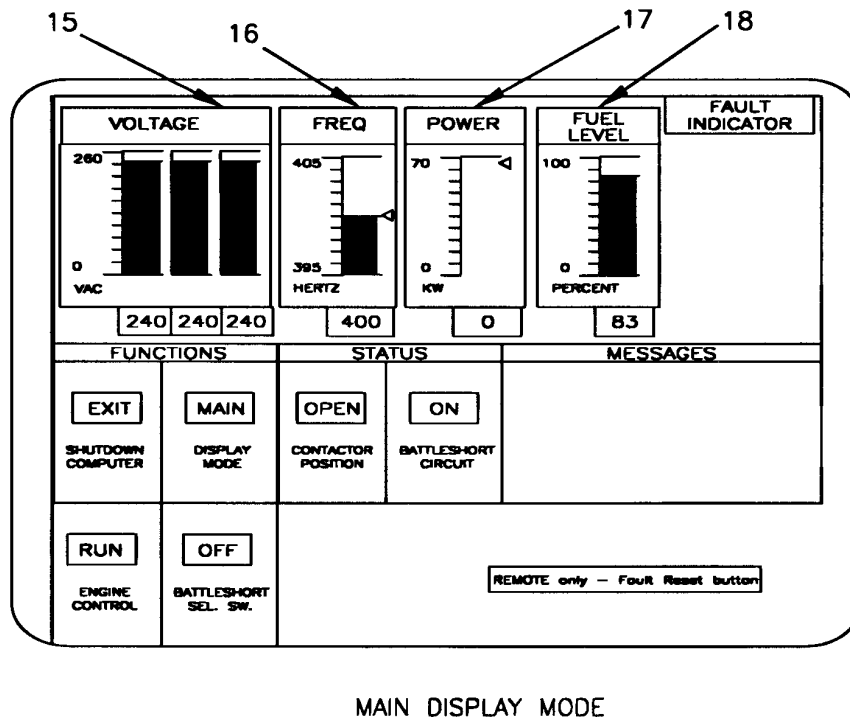 15 16 17 18
VOLTAGE
FREQ
POWER
FUEL
LEVEL
FAULT
INDICATOR
260
0
VAC
405
395
HERTZ
70
0
KW
100
0
PERCENT
240 240 240
400
0
83
FUNCTIONS
STATUS
MESSAGES
EXIT
SHUTDOWN
COMPUTER
MAIN
DISPLAY
MODE
OPEN
CONTACTOR
POSITION
ON
BATTLESHORT
CIRCUIT
RUN
ENGINE
CONTROL
OFF
BATTLESHORT
SEL. SW.
REMOTE only – Fault Reset button
MAIN DISPLAY MODE